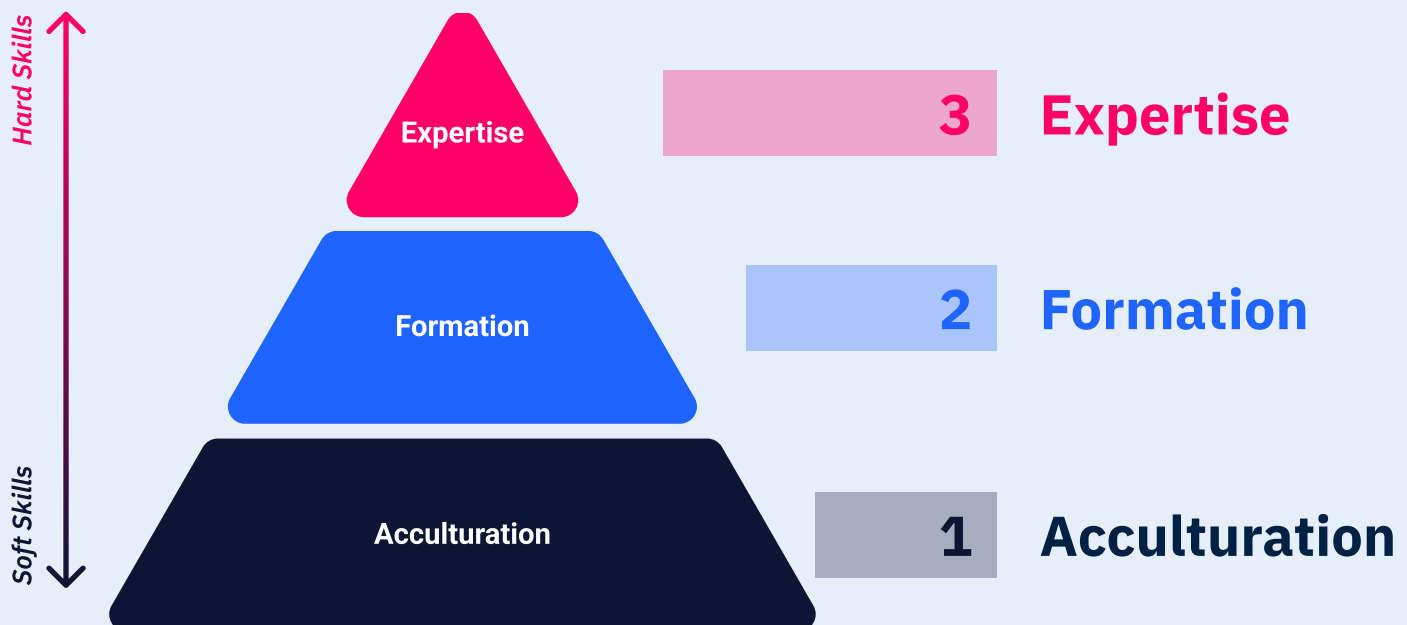 Hard Skills
Soft Skills
Expertise
Formation
Acculturation
3 Expertise
2 Formation
1 Acculturation